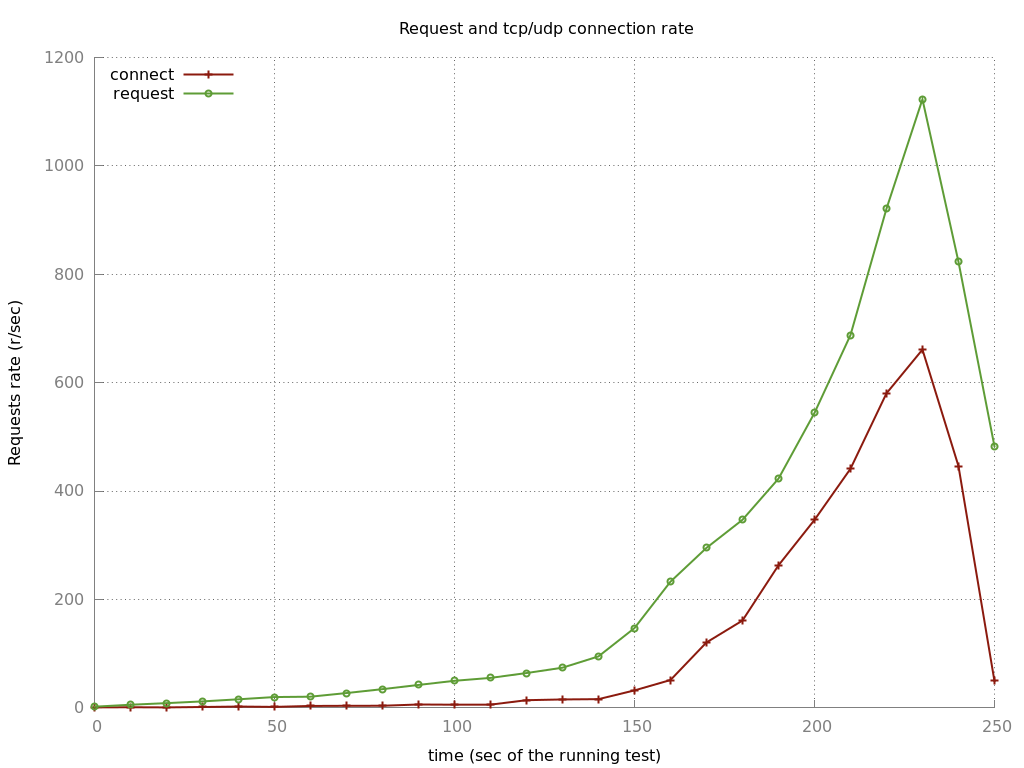 Request and tcp/udp connection rate
connect
request
1200
1000
800
600
400
200
0
Requests rate (r/sec)
0 50 100 150 200 250
time (sec of the running test)